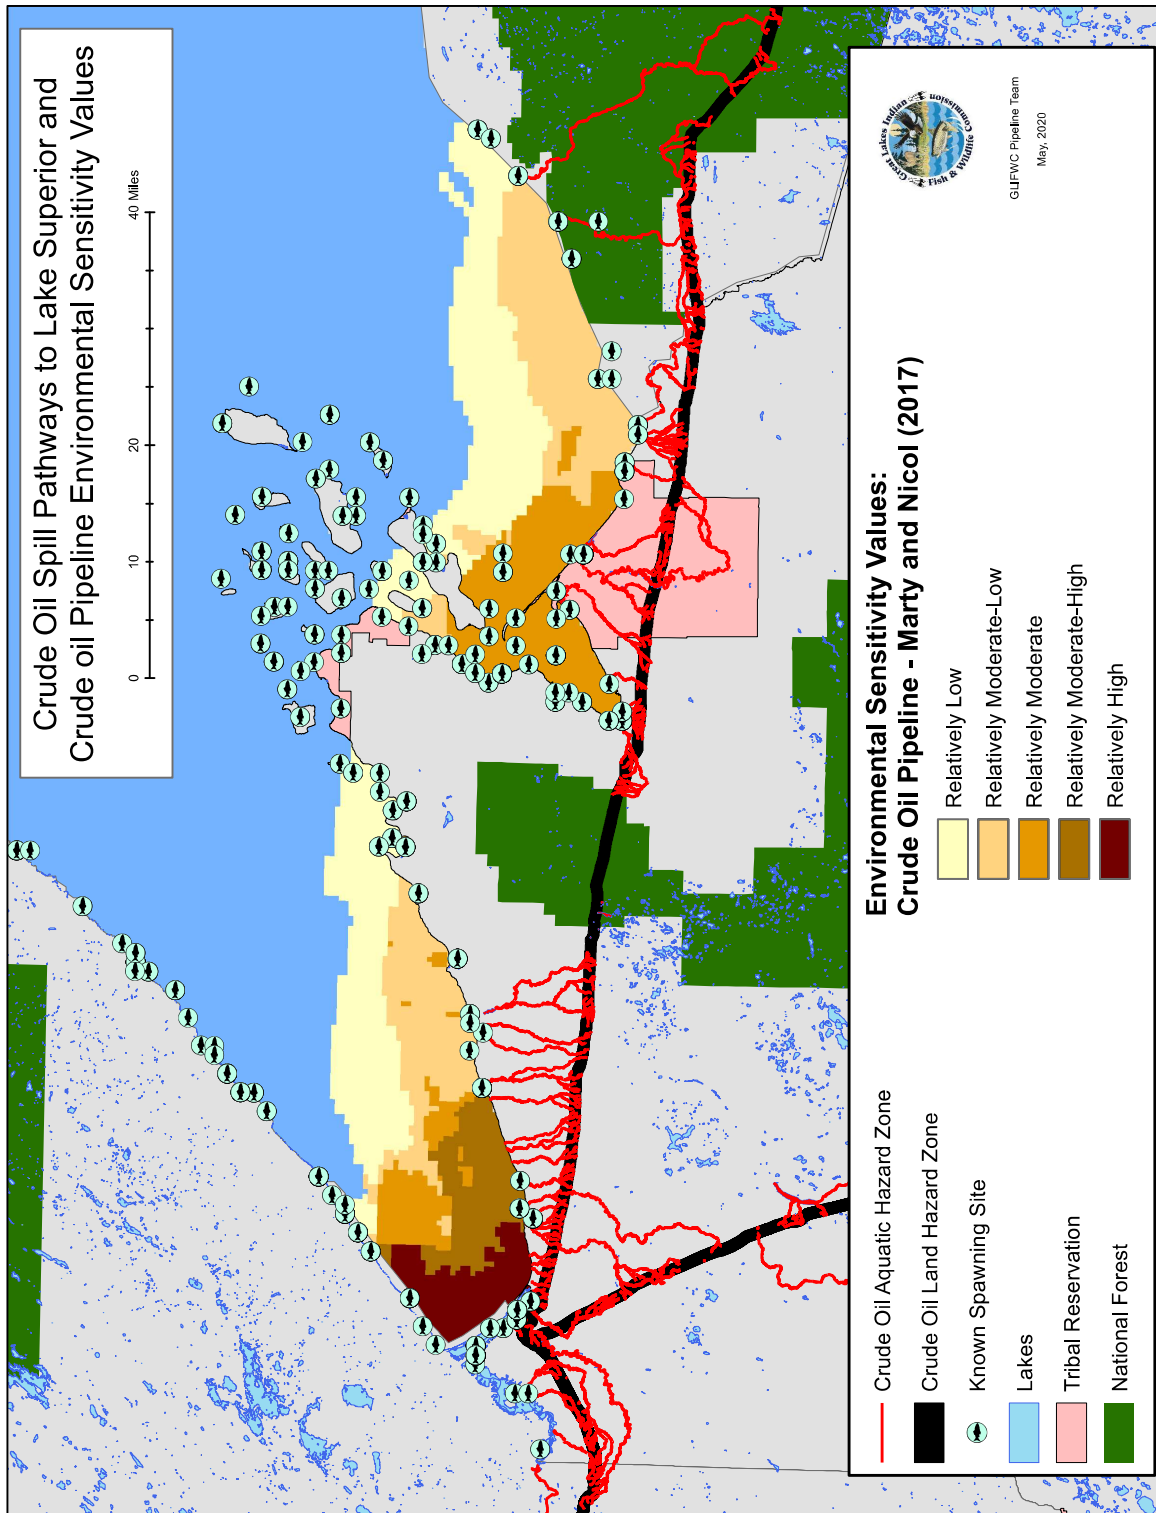 Crude Oil Spill Pathways to Lake Superior and
Crude oil Pipeline Environmental Sensitivity Values
0 10 20 40 Miles
Crude Oil Aquatic Hazard Zone
Crude Oil Land Hazard Zone
Known Spawning Site
Lakes
Tribal Reservation
National Forest
Environmental Sensitivity Values:
Crude Oil Pipeline - Marty and Nicol (2017)
Relatively Low
Relatively Moderate-Low
Relatively Moderate
Relatively Moderate-High
Relatively High
Great Lakes Indian
Fish & Wildlife Commission
GLIFWC Pipeline Team
May, 2020